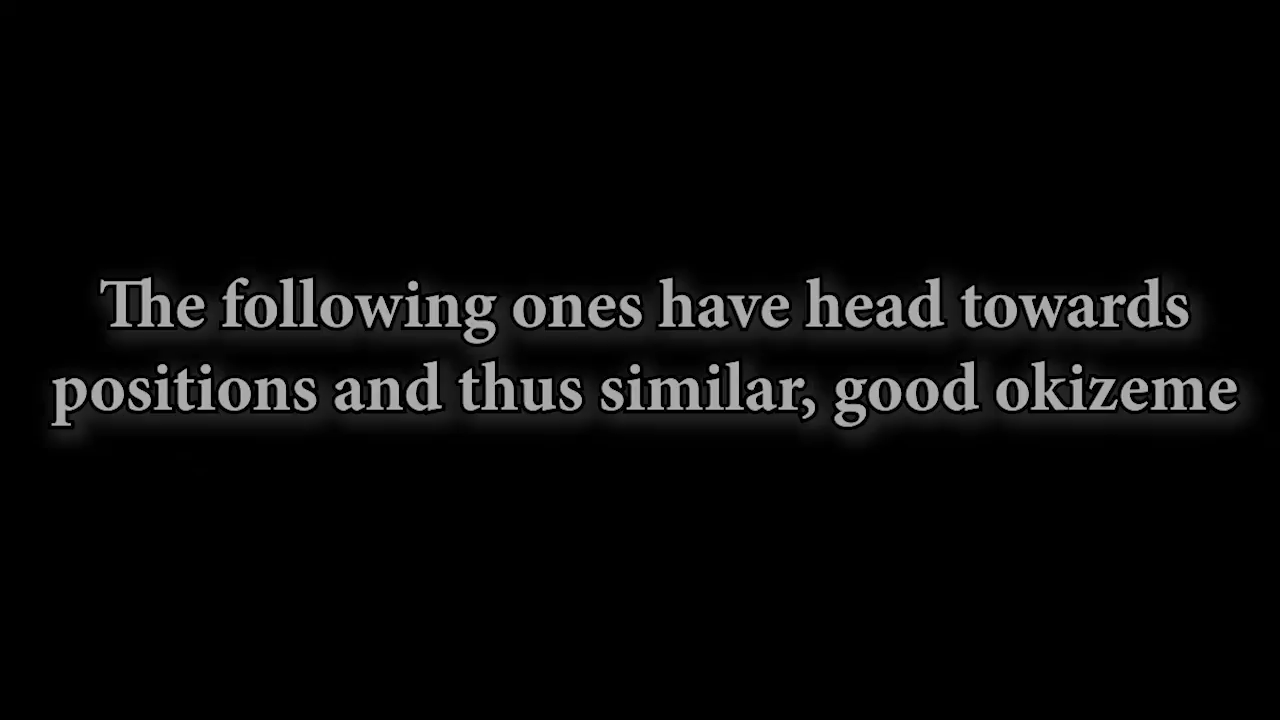 The following ones have head towards
positions and thus similar, good okizeme